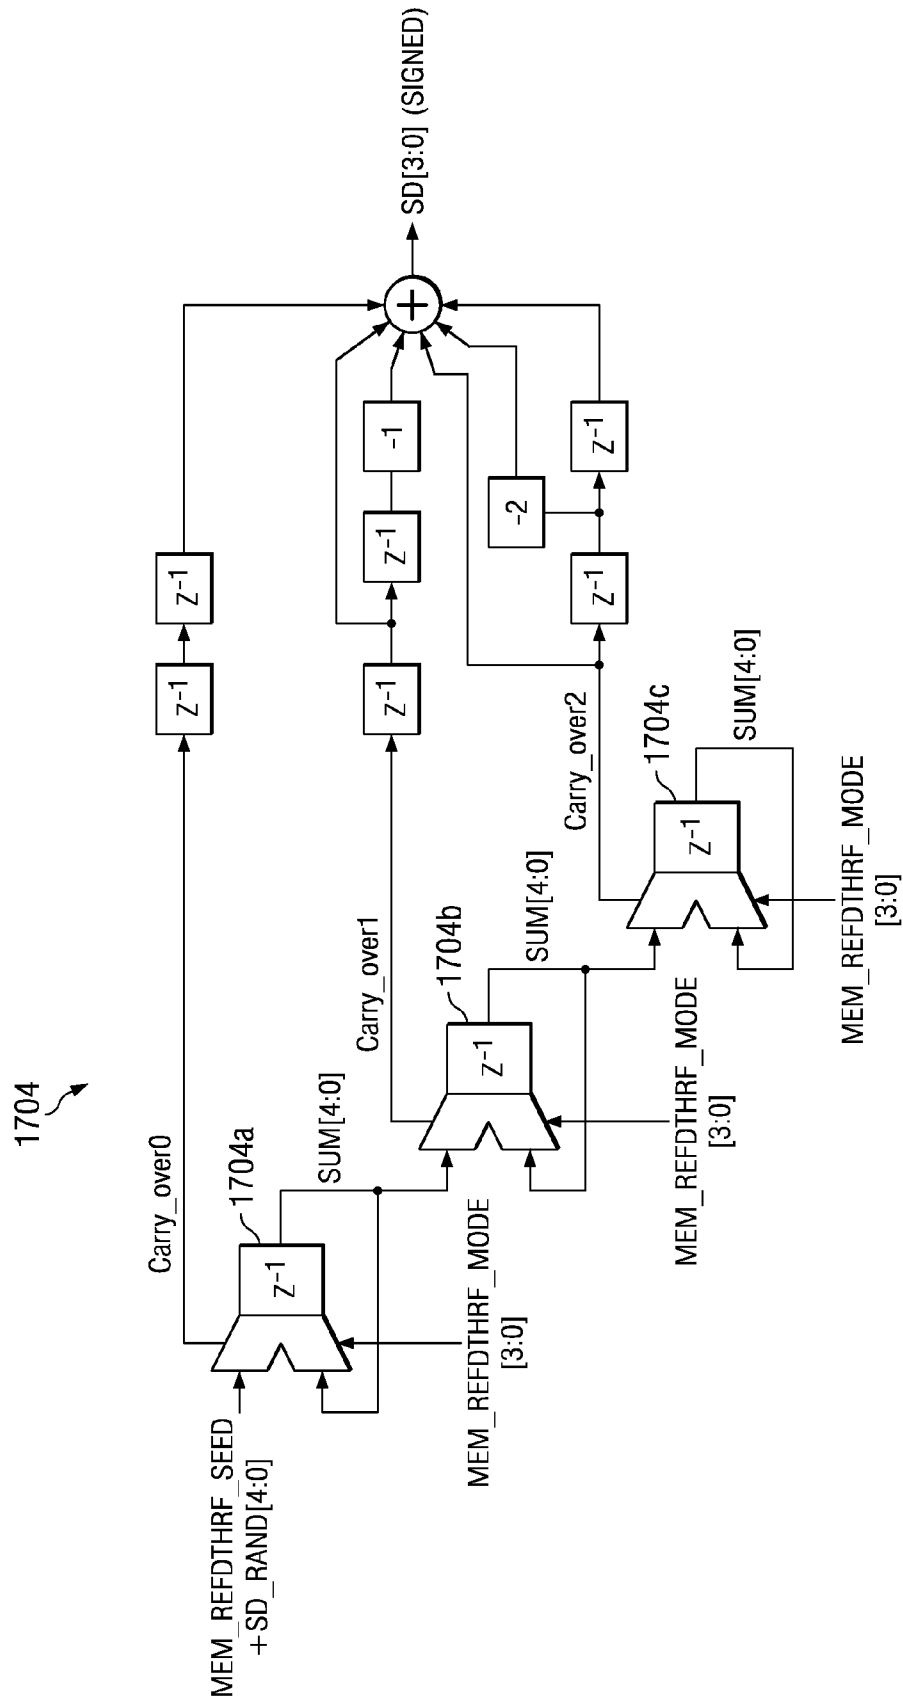 1704
MEM_REFDTHRF_SEED
+SD_RAND[4:0]
Carry_over0
1704a
Z-1
SUM[4:0]
MEM_REFDTHRF_MODE
[3:0]
Carry_over1
1704b
Z-1
SUM[4:0]
MEM_REFDTHRF_MODE
[3:0]
Carry_over2
1704c
Z-1
SUM[4:0]
MEM_REFDTHRF_MODE
[3:0]
Z-1
Z-1
Z-1
Z-1
-1
Z-1
-2
Z-1
+
SD[3:0] (SIGNED)